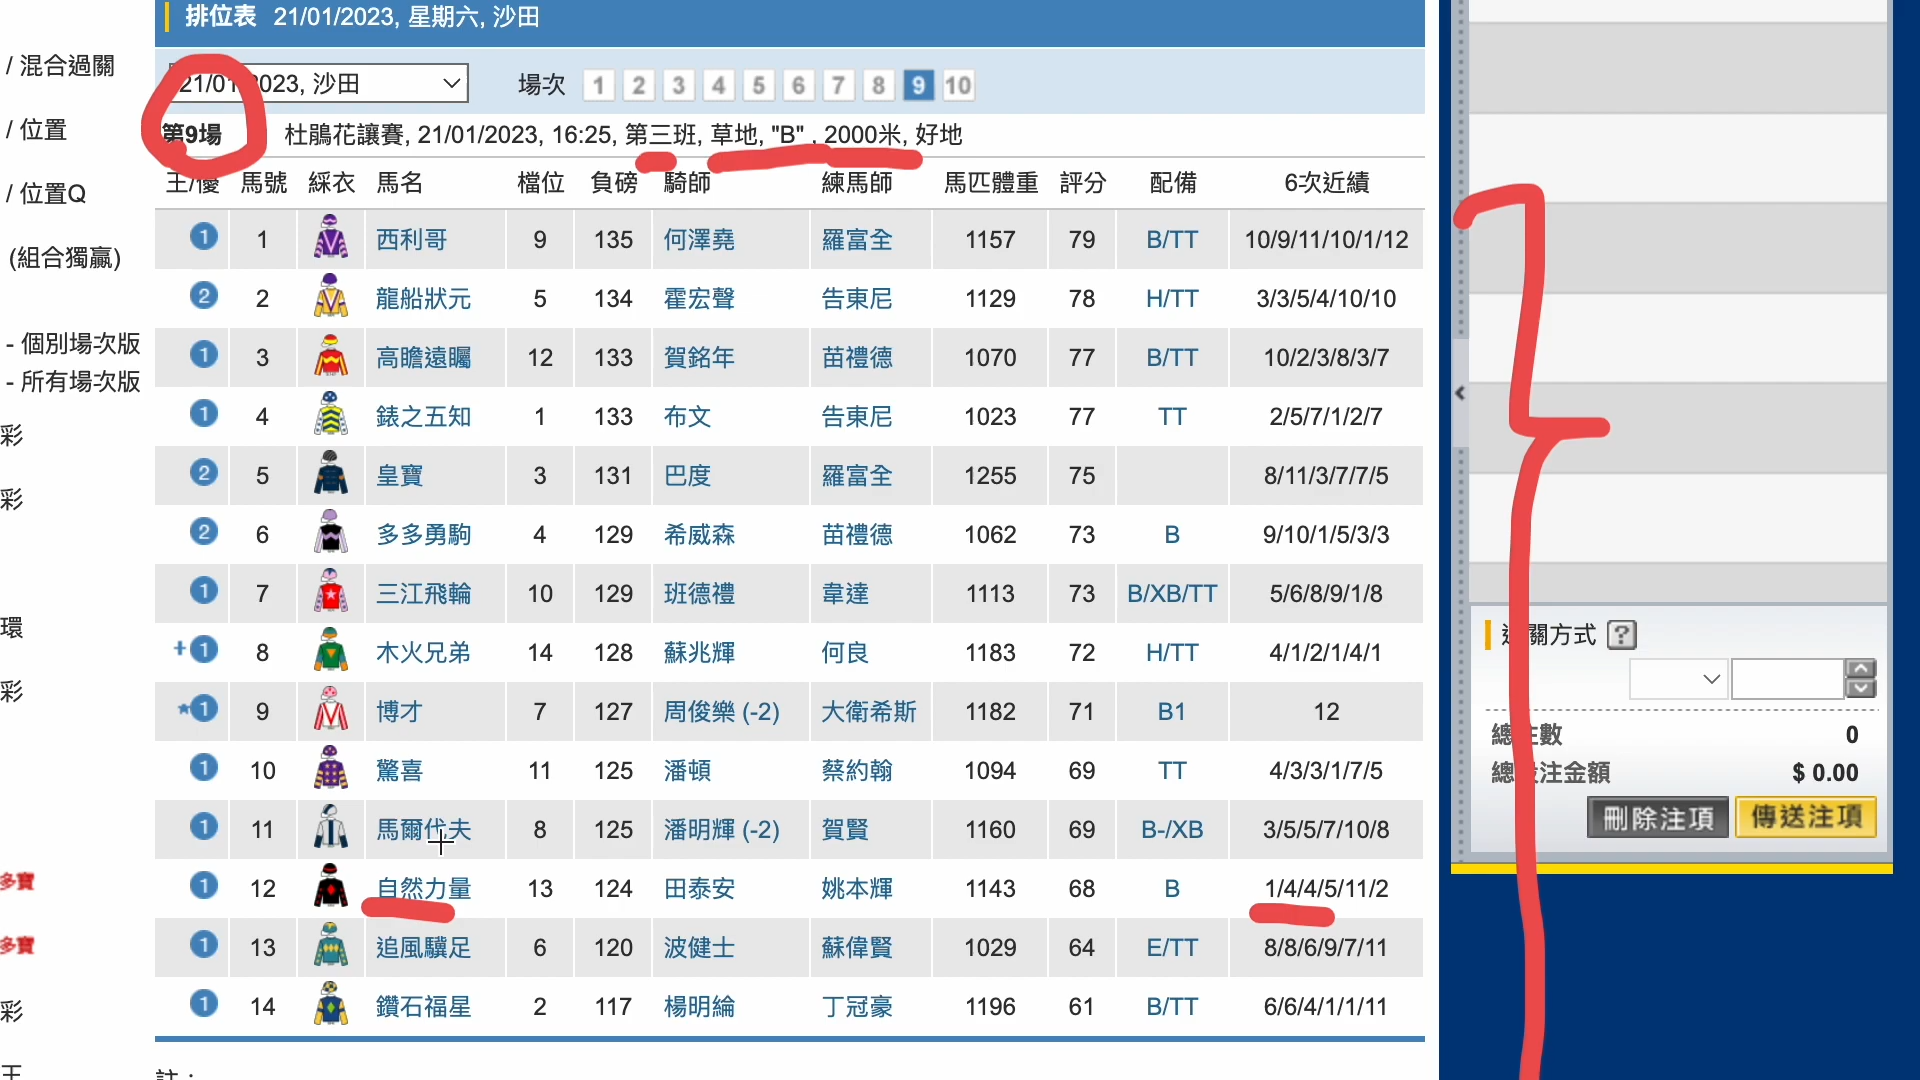 排位表 21/01/2023, 星期六, 沙田
/ 混合過關
/ 位置
/ 位置Q
(組合獨贏)
- 個別場次版
- 所有場次版
彩
彩
環
彩
多寶
多寶
彩
王
21/01/2023, 沙田 場次 1 2 3 4 5 6 7 8 9 10
第9場 杜鵑花讓賽, 21/01/2023, 16:25, 第三班, 草地, "B" , 2000米, 好地
王/優 馬號 綵衣 馬名 檔位 負磅 騎師 練馬師 馬匹體重 評分 配備 6次近績
1 1 西利哥 9 135 何澤堯 羅富全 1157 79 B/TT 10/9/11/10/1/12
2 2 龍船狀元 5 134 霍宏聲 告東尼 1129 78 H/TT 3/3/5/4/10/10
1 3 高瞻遠矚 12 133 賀銘年 苗禮德 1070 77 B/TT 10/2/3/8/3/7
1 4 錶之五知 1 133 布文 告東尼 1023 77 TT 2/5/7/1/2/7
2 5 皇寶 3 131 巴度 羅富全 1255 75 8/11/3/7/7/5
2 6 多多勇駒 4 129 希威森 苗禮德 1062 73 B 9/10/1/5/3/3
1 7 三江飛輪 10 129 班德禮 韋達 1113 73 B/XB/TT 5/6/8/9/1/8
+1 8 木火兄弟 14 128 蘇兆輝 何良 1183 72 H/TT 4/1/2/1/4/1
★1 9 博才 7 127 周俊樂 (-2) 大衛希斯 1182 71 B1 12
1 10 驚喜 11 125 潘頓 蔡約翰 1094 69 TT 4/3/3/1/7/5
1 11 馬爾代夫 8 125 潘明輝 (-2) 賀賢 1160 69 B-/XB 3/5/5/7/10/8
1 12 自然力量 13 124 田泰安 姚本輝 1143 68 B 1/4/4/5/11/2
1 13 追風驥足 6 120 波健士 蘇偉賢 1029 64 E/TT 8/8/6/9/7/11
1 14 鑽石福星 2 117 楊明綸 丁冠豪 1196 61 B/TT 6/6/4/1/1/11
註 :
過關方式 ?
總注數 0
總投注金額 $ 0.00
刪除注項 傳送注項